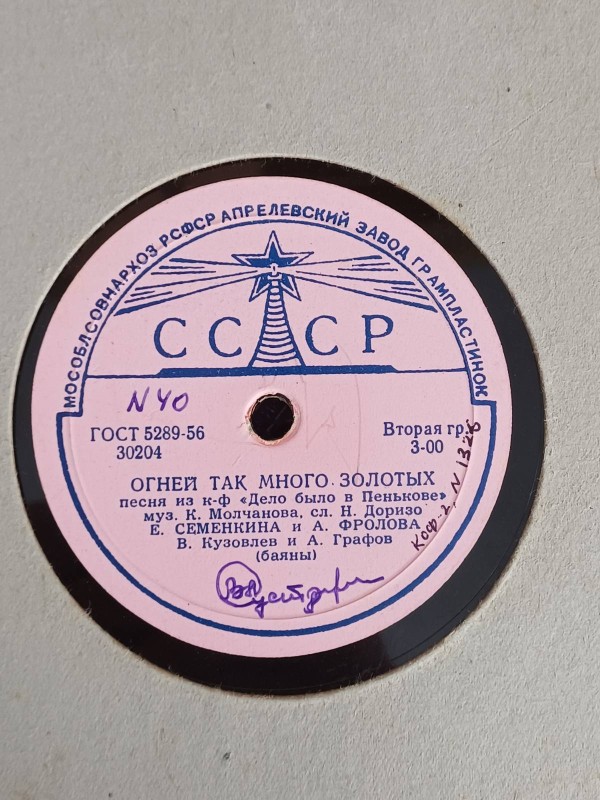 МОСОБЛСОВНАРХОЗ РСФСР АПРЕЛЕВСКИЙ ЗАВОД ГРАМПЛАСТИНОК
СССР
N 40
ГОСТ 5289-56
30204
Вторая гр.
3-00
ОГНЕЙ ТАК МНОГО ЗОЛОТЫХ
песня из к-ф «Дело было в Пенькове»
муз. К. Молчанова, сл. Н. Доризо
Е. СЕМЕНКИНА и А. ФРОЛОВА
В. Кузовлев и А. Графов
(баяны)